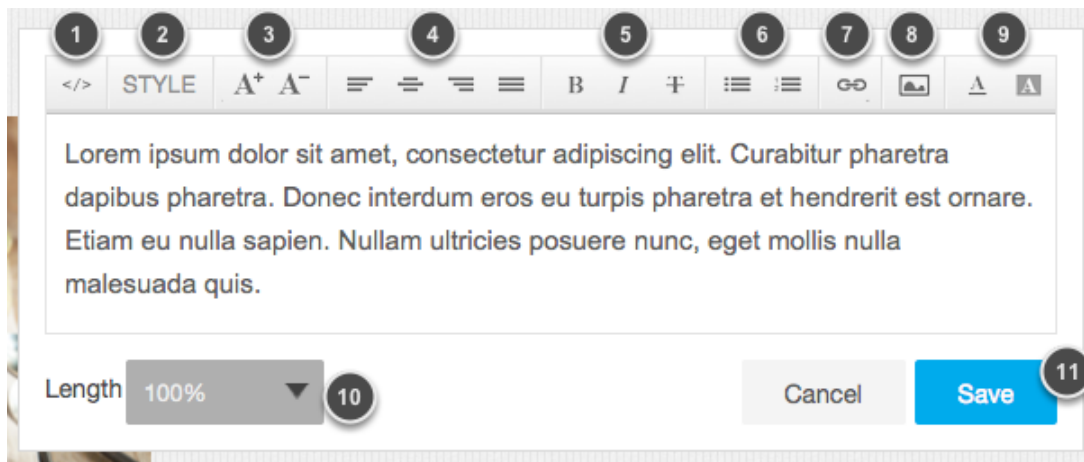 1 2 3 4 5 6 7 8 9
</> STYLE A+ A- B I T A A
Lorem ipsum dolor sit amet, consectetur adipiscing elit. Curabitur pharetra
dapibus pharetra. Donec interdum eros eu turpis pharetra et hendrerit est ornare.
Etiam eu nulla sapien. Nullam ultricies posuere nunc, eget mollis nulla
malesuada quis.
Length 100% 10 Cancel Save 11